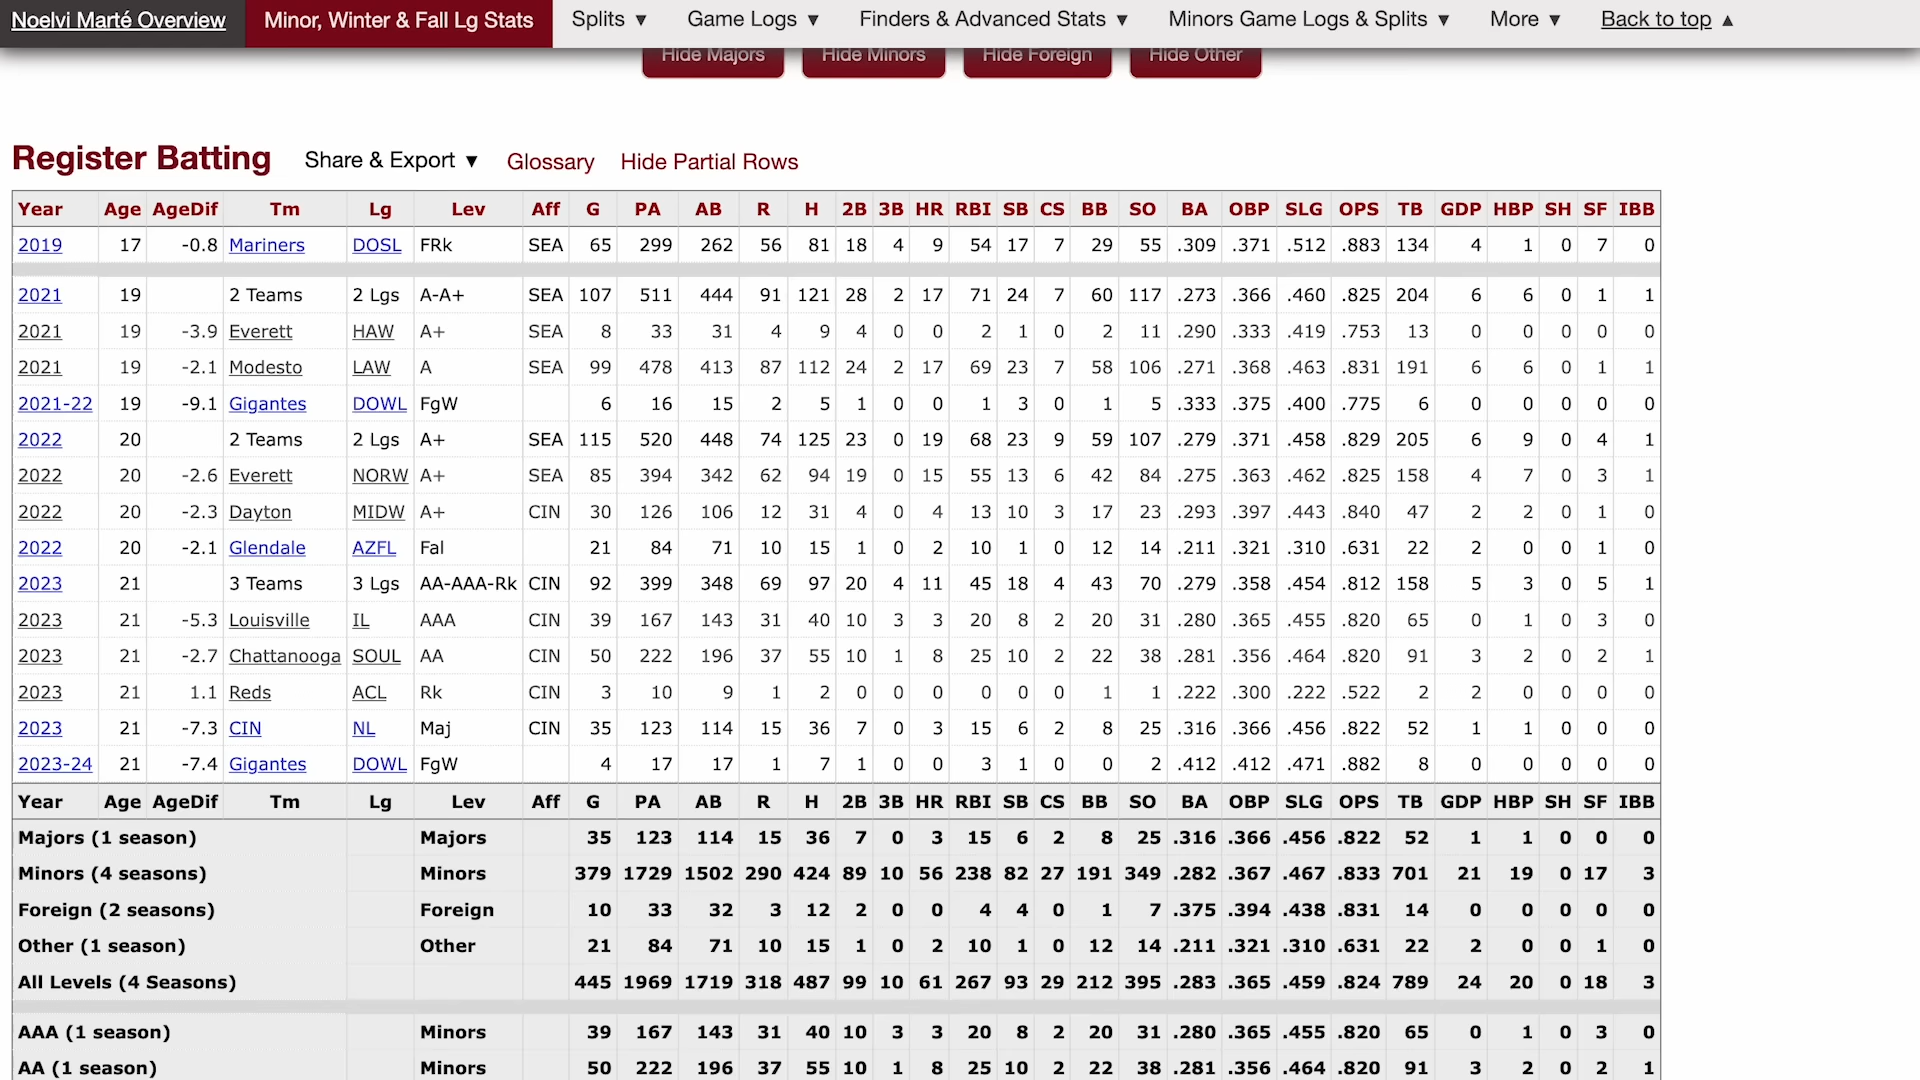 Noelvi Marté Overview Minor, Winter & Fall Lg Stats Splits ▼ Game Logs ▼ Finders & Advanced Stats ▼ Minors Game Logs & Splits ▼ More ▼ Back to top ▲
Hide Majors Hide Minors Hide Foreign Hide Other
Register Batting Share & Export ▼ Glossary Hide Partial Rows
Year Age AgeDif Tm Lg Lev Aff G PA AB R H 2B 3B HR RBI SB CS BB SO BA OBP SLG OPS TB GDP HBP SH SF IBB
2019 17 -0.8 Mariners DOSL FRk SEA 65 299 262 56 81 18 4 9 54 17 7 29 55 .309 .371 .512 .883 134 4 1 0 7 0
2021 19 2 Teams 2 Lgs A-A+ SEA 107 511 444 91 121 28 2 17 71 24 7 60 117 .273 .366 .460 .825 204 6 6 0 1 1
2021 19 -3.9 Everett HAW A+ SEA 8 33 31 4 9 4 0 0 2 1 0 2 11 .290 .333 .419 .753 13 0 0 0 0 0
2021 19 -2.1 Modesto LAW A SEA 99 478 413 87 112 24 2 17 69 23 7 58 106 .271 .368 .463 .831 191 6 6 0 1 1
2021-22 19 -9.1 Gigantes DOWL FgW 6 16 15 2 5 1 0 0 1 3 0 1 5 .333 .375 .400 .775 6 0 0 0 0 0
2022 20 2 Teams 2 Lgs A+ SEA 115 520 448 74 125 23 0 19 68 23 9 59 107 .279 .371 .458 .829 205 6 9 0 4 1
2022 20 -2.6 Everett NORW A+ SEA 85 394 342 62 94 19 0 15 55 13 6 42 84 .275 .363 .462 .825 158 4 7 0 3 1
2022 20 -2.3 Dayton MIDW A+ CIN 30 126 106 12 31 4 0 4 13 10 3 17 23 .293 .397 .443 .840 47 2 2 0 1 0
2022 20 -2.1 Glendale AZFL Fal 21 84 71 10 15 1 0 2 10 1 0 12 14 .211 .321 .310 .631 22 2 0 0 1 0
2023 21 3 Teams 3 Lgs AA-AAA-Rk CIN 92 399 348 69 97 20 4 11 45 18 4 43 70 .279 .358 .454 .812 158 5 3 0 5 1
2023 21 -5.3 Louisville IL AAA CIN 39 167 143 31 40 10 3 3 20 8 2 20 31 .280 .365 .455 .820 65 0 1 0 3 0
2023 21 -2.7 Chattanooga SOUL AA CIN 50 222 196 37 55 10 1 8 25 10 2 22 38 .281 .356 .464 .820 91 3 2 0 2 1
2023 21 1.1 Reds ACL Rk CIN 3 10 9 1 2 0 0 0 0 0 0 1 1 .222 .300 .222 .522 2 2 0 0 0 0
2023 21 -7.3 CIN NL Maj CIN 35 123 114 15 36 7 0 3 15 6 2 8 25 .316 .366 .456 .822 52 1 1 0 0 0
2023-24 21 -7.4 Gigantes DOWL FgW 4 17 17 1 7 1 0 0 3 1 0 0 2 .412 .412 .471 .882 8 0 0 0 0 0
Year Age AgeDif Tm Lg Lev Aff G PA AB R H 2B 3B HR RBI SB CS BB SO BA OBP SLG OPS TB GDP HBP SH SF IBB
Majors (1 season) Majors 35 123 114 15 36 7 0 3 15 6 2 8 25 .316 .366 .456 .822 52 1 1 0 0 0
Minors (4 seasons) Minors 379 1729 1502 290 424 89 10 56 238 82 27 191 349 .282 .367 .467 .833 701 21 19 0 17 3
Foreign (2 seasons) Foreign 10 33 32 3 12 2 0 0 4 4 0 1 7 .375 .394 .438 .831 14 0 0 0 0 0
Other (1 season) Other 21 84 71 10 15 1 0 2 10 1 0 12 14 .211 .321 .310 .631 22 2 0 0 1 0
All Levels (4 Seasons) 445 1969 1719 318 487 99 10 61 267 93 29 212 395 .283 .365 .459 .824 789 24 20 0 18 3
AAA (1 season) Minors 39 167 143 31 40 10 3 3 20 8 2 20 31 .280 .365 .455 .820 65 0 1 0 3 0
AA (1 season) Minors 50 222 196 37 55 10 1 8 25 10 2 22 38 .281 .356 .464 .820 91 3 2 0 2 1